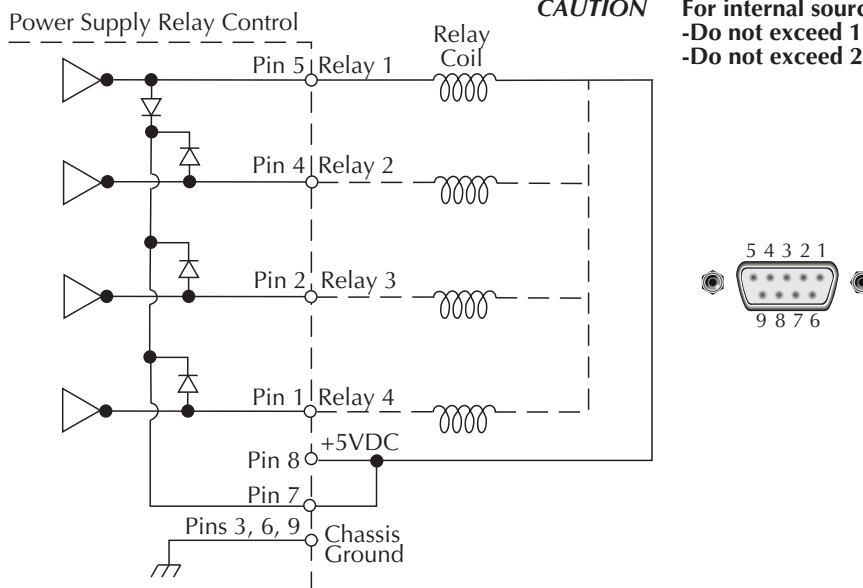 CAUTION For internal sourc
-Do not exceed 1
-Do not exceed 2
Power Supply Relay Control
Relay
Coil
Pin 5 Relay 1
Pin 4 Relay 2
Pin 2 Relay 3
Pin 1 Relay 4
+5VDC
Pin 8
Pin 7
Pins 3, 6, 9 Chassis
Ground
5 4 3 2 1
9 8 7 6